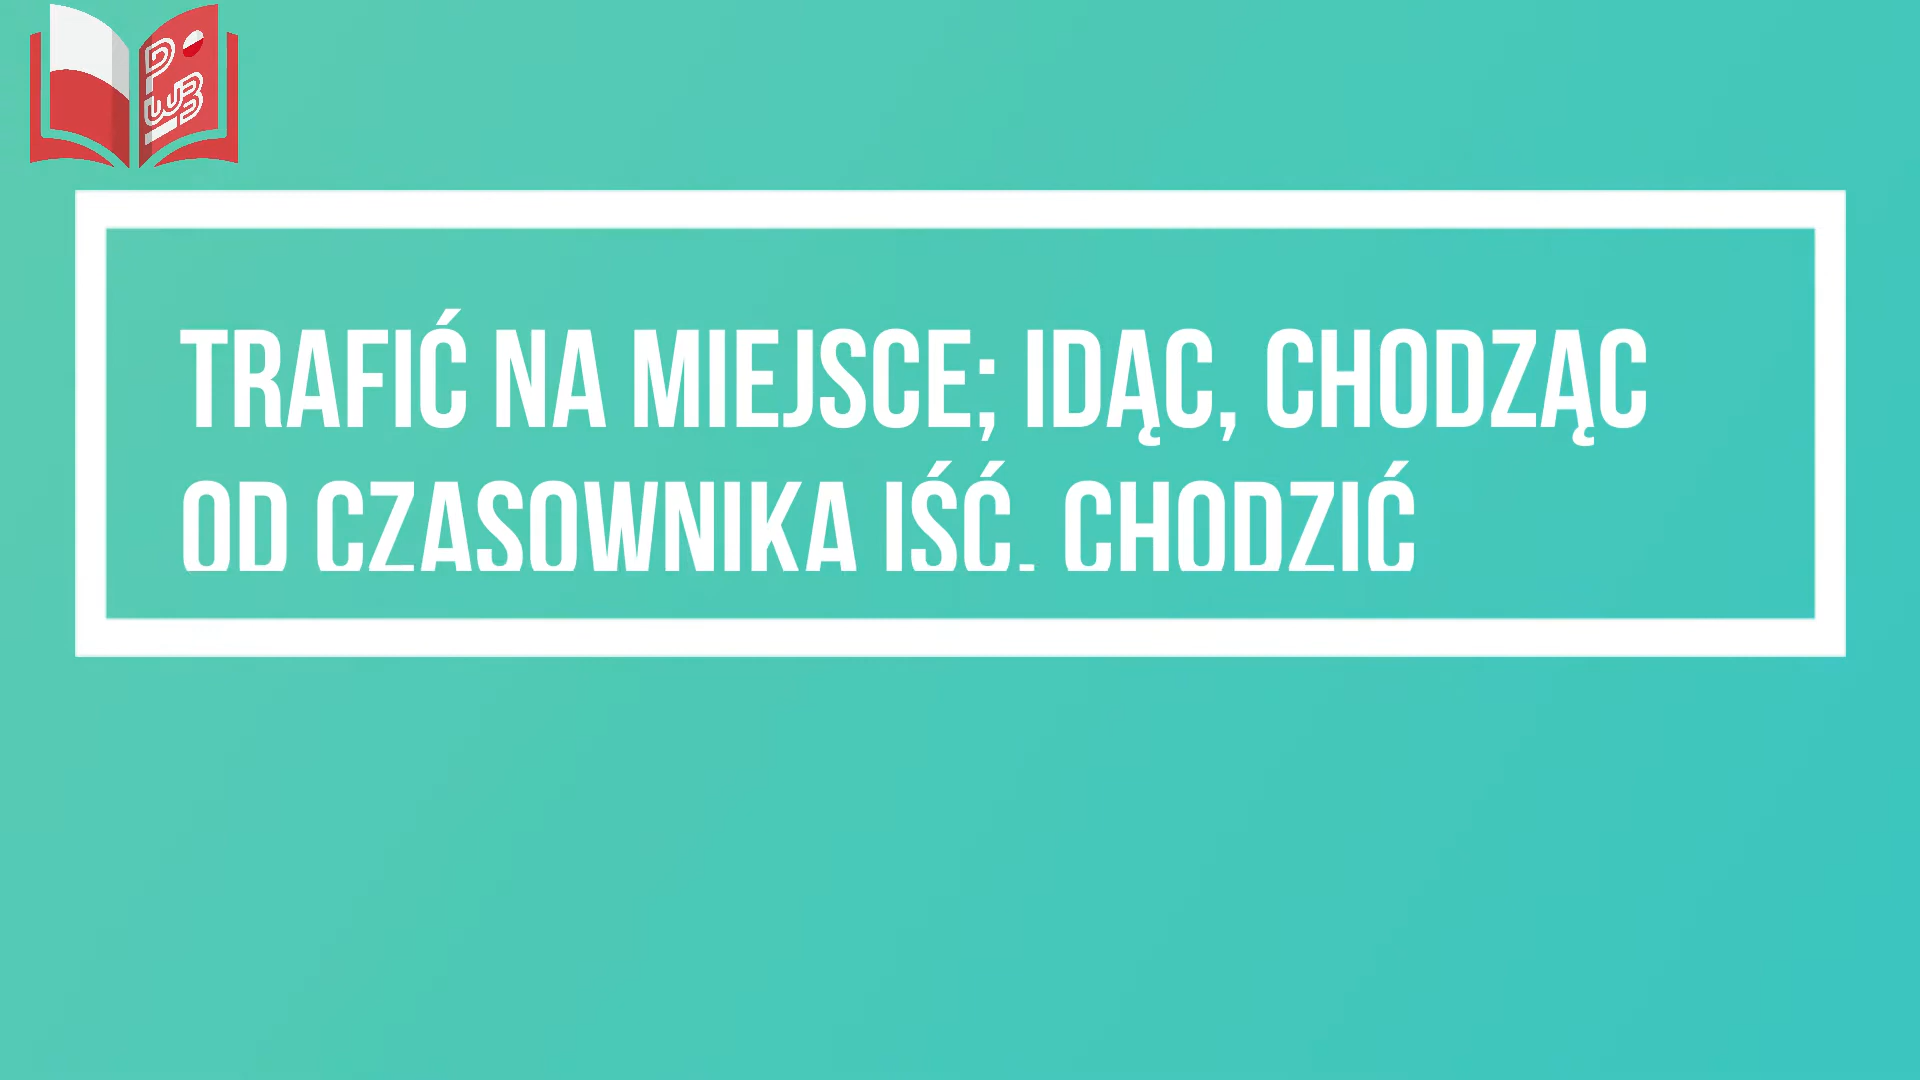 TRAFIĆ NA MIEJSCE; IDĄC, CHODZĄC
OD CZASOWNIKA IŚĆ, CHODZIĆ